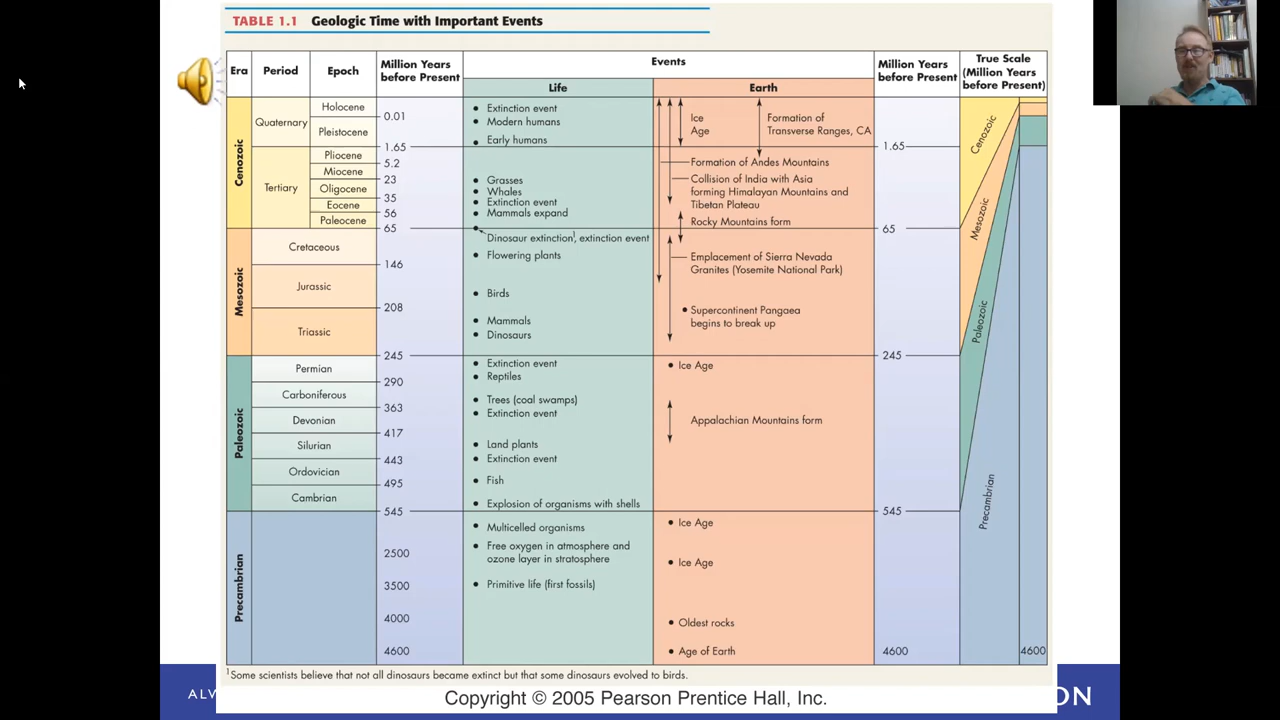 TABLE 1.1 Geologic Time with Important Events
Era
Period
Epoch
Million Years
before Present
Events
Life
Earth
Million Years
before Present
True Scale
(Million Years
before Present)
Cenozoic
Quaternary
Holocene
0.01
Pleistocene
1.65
Tertiary
Pliocene
5.2
Miocene
23
Oligocene
35
Eocene
56
Paleocene
65
Mesozoic
Cretaceous
146
Jurassic
208
Triassic
245
Paleozoic
Permian
290
Carboniferous
363
Devonian
417
Silurian
443
Ordovician
495
Cambrian
545
Precambrian
2500
3500
4000
4600
• Extinction event
• Modern humans
• Early humans
• Grasses
• Whales
• Extinction event
• Mammals expand
• Dinosaur extinction¹, extinction event
• Flowering plants
• Birds
• Mammals
• Dinosaurs
• Extinction event
• Reptiles
• Trees (coal swamps)
• Extinction event
• Land plants
• Extinction event
• Fish
• Explosion of organisms with shells
• Multicelled organisms
• Free oxygen in atmosphere and
ozone layer in stratosphere
• Primitive life (first fossils)
Ice
Age
Formation of
Transverse Ranges, CA
Formation of Andes Mountains
Collision of India with Asia
forming Himalayan Mountains and
Tibetan Plateau
Rocky Mountains form
Emplacement of Sierra Nevada
Granites (Yosemite National Park)
• Supercontinent Pangaea
begins to break up
• Ice Age
Appalachian Mountains form
• Ice Age
• Ice Age
• Oldest rocks
• Age of Earth
1.65
65
245
545
4600
Cenozoic
Mesozoic
Paleozoic
Precambrian
4600
¹Some scientists believe that not all dinosaurs became extinct but that some dinosaurs evolved to birds.
ALV
Copyright © 2005 Pearson Prentice Hall, Inc.
ON